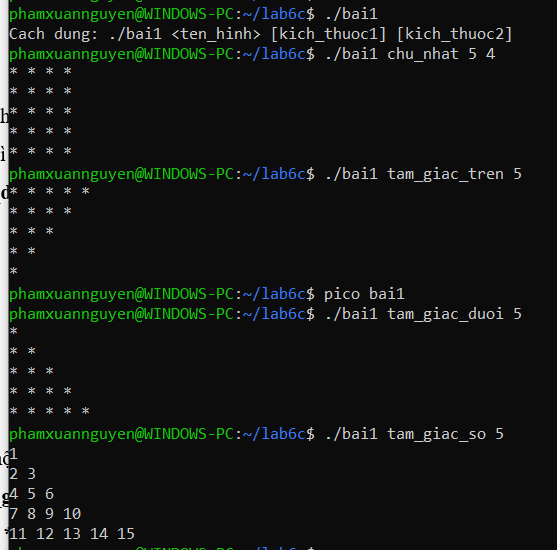 phamxuannguyen@WINDOWS-PC:~/lab6c$ ./bai1
Cach dung: ./bai1 <ten_hinh> [kich_thuoc1] [kich_thuoc2]
phamxuannguyen@WINDOWS-PC:~/lab6c$ ./bai1 chu_nhat 5 4
* * * *
* * * *
* * * *
* * * *
* * * *
phamxuannguyen@WINDOWS-PC:~/lab6c$ ./bai1 tam_giac_tren 5
* * * * *
* * * *
* * *
* *
*
phamxuannguyen@WINDOWS-PC:~/lab6c$ pico bai1
phamxuannguyen@WINDOWS-PC:~/lab6c$ ./bai1 tam_giac_duoi 5
*
* *
* * *
* * * *
* * * * *
phamxuannguyen@WINDOWS-PC:~/lab6c$ ./bai1 tam_giac_so 5
1
2 3
4 5 6
7 8 9 10
11 12 13 14 15